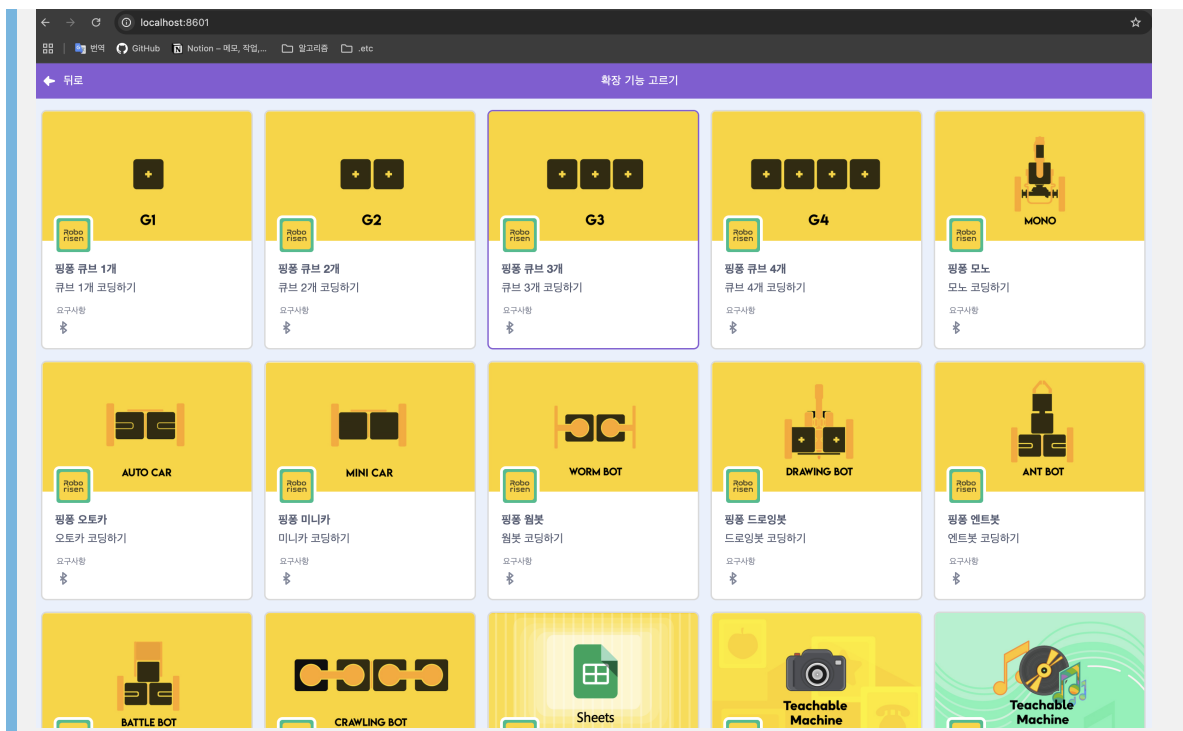 localhost:8601
번역
GitHub
Notion – 메모, 작업,...
알고리즘
.etc
뒤로
확장 기능 고르기
G1
Robo
risen
핑퐁 큐브 1개
큐브 1개 코딩하기
요구사항
G2
Robo
risen
핑퐁 큐브 2개
큐브 2개 코딩하기
요구사항
G3
Robo
risen
핑퐁 큐브 3개
큐브 3개 코딩하기
요구사항
G4
Robo
risen
핑퐁 큐브 4개
큐브 4개 코딩하기
요구사항
MONO
Robo
risen
핑퐁 모노
모노 코딩하기
요구사항
AUTO CAR
Robo
risen
핑퐁 오토카
오토카 코딩하기
요구사항
MINI CAR
Robo
risen
핑퐁 미니카
미니카 코딩하기
요구사항
WORM BOT
Robo
risen
핑퐁 웜봇
웜봇 코딩하기
요구사항
DRAWING BOT
Robo
risen
핑퐁 드로잉봇
드로잉봇 코딩하기
요구사항
ANT BOT
Robo
risen
핑퐁 엔트봇
엔트봇 코딩하기
요구사항
BATTLE BOT
CRAWLING BOT
Sheets
Teachable
Machine
Teachable
Machine